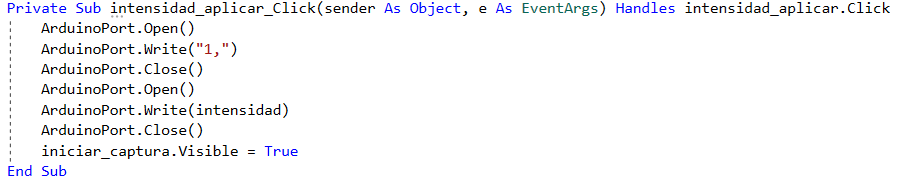 Private Sub intensidad_aplicar_Click(sender As Object, e As EventArgs) Handles intensidad_aplicar.Click
    ArduinoPort.Open()
    ArduinoPort.Write("1,")
    ArduinoPort.Close()
    ArduinoPort.Open()
    ArduinoPort.Write(intensidad)
    ArduinoPort.Close()
    iniciar_captura.Visible = True
End Sub